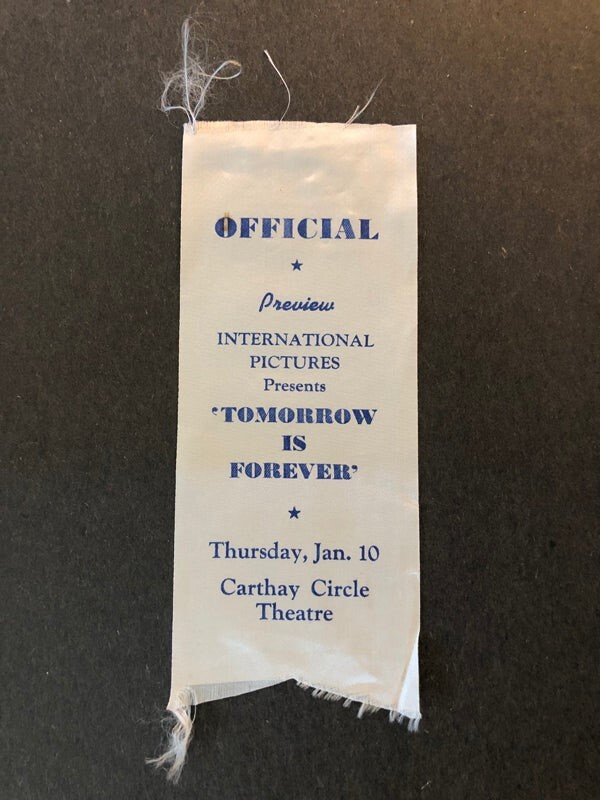 OFFICIAL
★
Preview
INTERNATIONAL
PICTURES
Presents
‘TOMORROW
IS
FOREVER’
★
Thursday, Jan. 10
Carthay Circle
Theatre